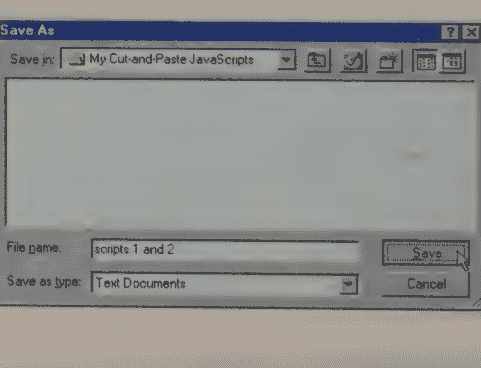 Save As
Save in: My Cut-and-Paste JavaScripts
File name: scripts 1 and 2
Save
Save as type: Text Documents
Cancel